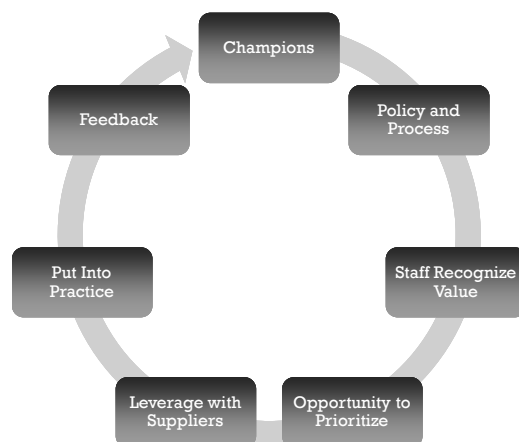 Champions
Policy and
Process
Staff Recognize
Value
Opportunity to
Prioritize
Leverage with
Suppliers
Put Into
Practice
Feedback